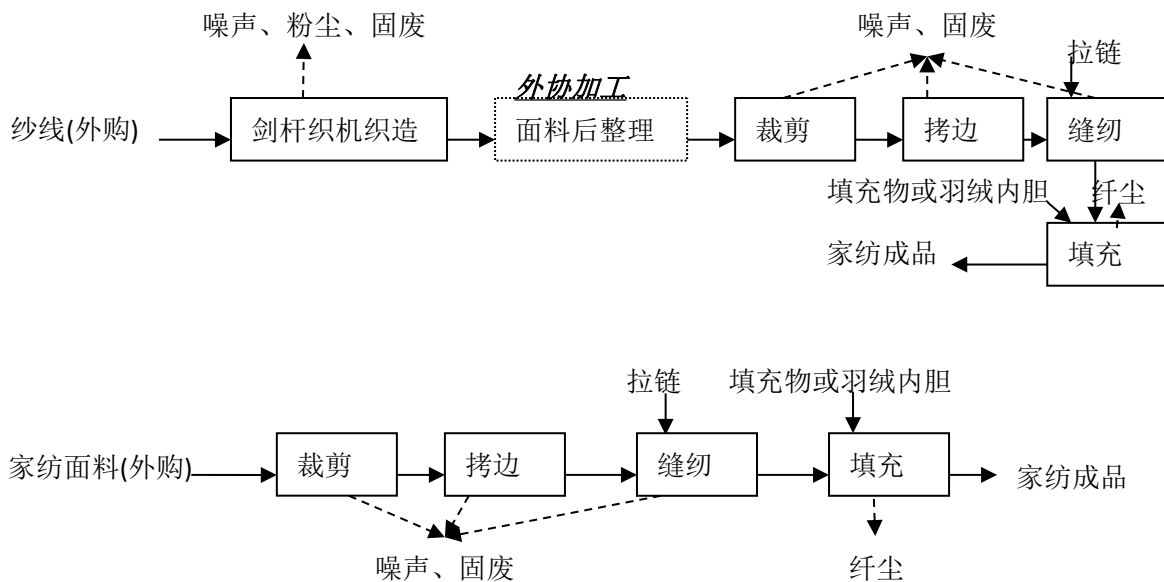 噪声、粉尘、固废
噪声、固废
拉链
外协加工
纱线(外购)
剑杆织机织造
面料后整理
裁剪
拷边
缝纫
填充物或羽绒内胆
纤尘
家纺成品
填充
拉链
填充物或羽绒内胆
家纺面料(外购)
裁剪
拷边
缝纫
填充
家纺成品
噪声、固废
纤尘